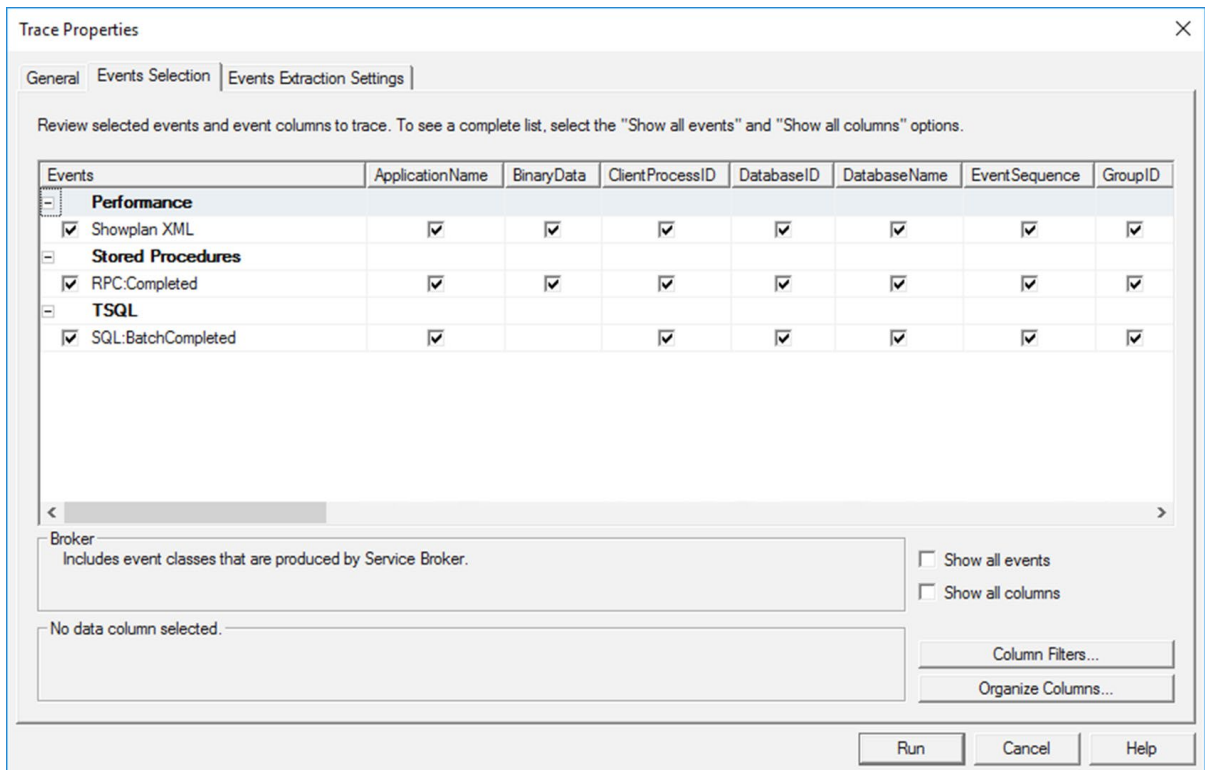 Trace Properties
General Events Selection Events Extraction Settings
Review selected events and event columns to trace. To see a complete list, select the "Show all events" and "Show all columns" options.
Events ApplicationName BinaryData ClientProcessID DatabaseID DatabaseName EventSequence GroupID
Performance
Showplan XML
Stored Procedures
RPC:Completed
TSQL
SQL:BatchCompleted
Broker
Includes event classes that are produced by Service Broker.
Show all events
Show all columns
No data column selected.
Column Filters...
Organize Columns...
Run Cancel Help